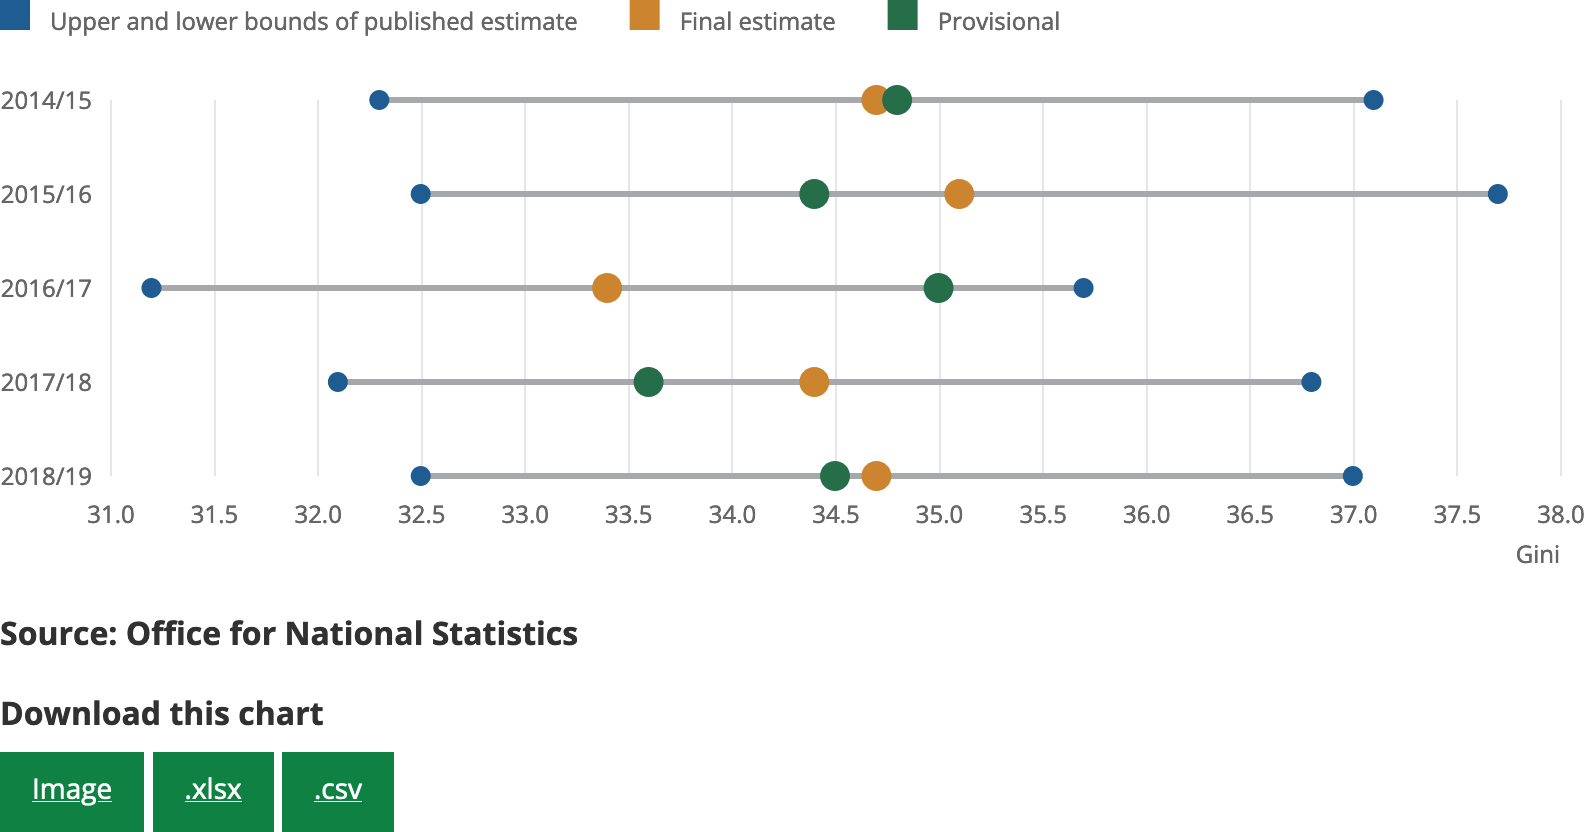 Upper and lower bounds of published estimate Final estimate Provisional
2014/15
2015/16
2016/17
2017/18
2018/19
31.0 31.5 32.0 32.5 33.0 33.5 34.0 34.5 35.0 35.5 36.0 36.5 37.0 37.5 38.0
Gini
Source: Office for National Statistics
Download this chart
Image .xlsx .csv